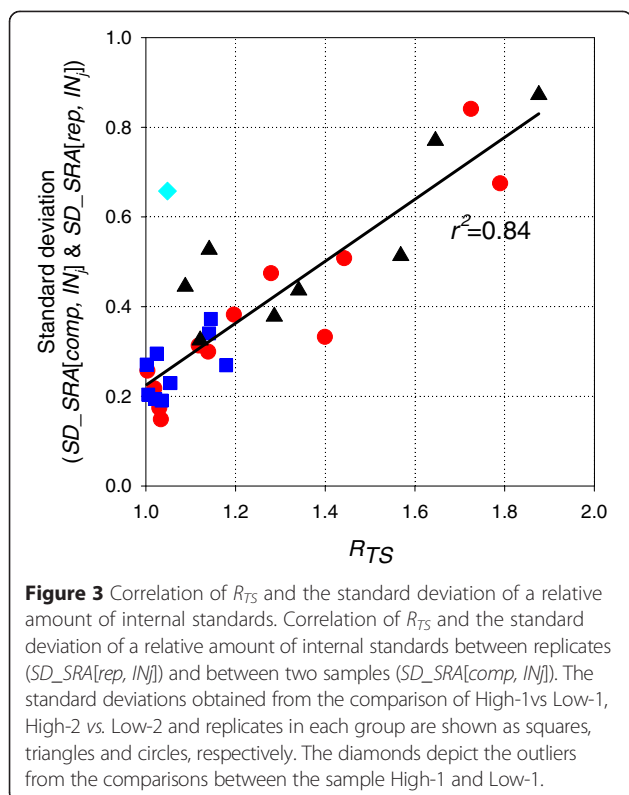 Standard deviation
(SD_SRA[comp, INj] & SD_SRA[rep, INj])
1.0
0.8
0.6
0.4
0.2
0.0
r²=0.84
1.0 1.2 1.4 1.6 1.8 2.0
RTS
Figure 3 Correlation of RTS and the standard deviation of a relative
amount of internal standards. Correlation of RTS and the standard
deviation of a relative amount of internal standards between replicates
(SD_SRA[rep, INj]) and between two samples (SD_SRA[comp, INj]). The
standard deviations obtained from the comparison of High-1vs Low-1,
High-2 vs. Low-2 and replicates in each group are shown as squares,
triangles and circles, respectively. The diamonds depict the outliers
from the comparisons between the sample High-1 and Low-1.